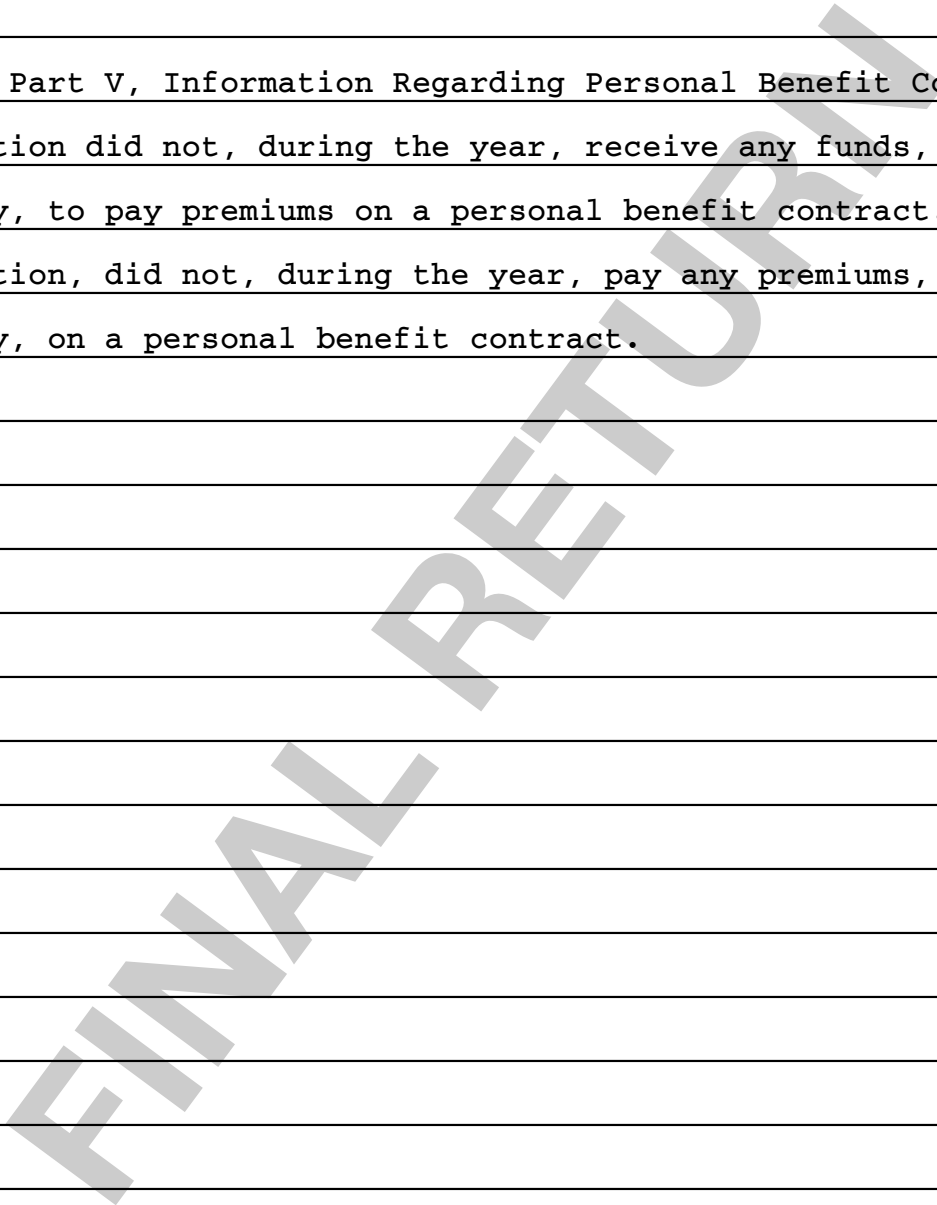 Part V, Information Regarding Personal Benefit Co
tion did not, during the year, receive any funds,
y, to pay premiums on a personal benefit contract.
tion, did not, during the year, pay any premiums,
y, on a personal benefit contract.
FINAL RETURN